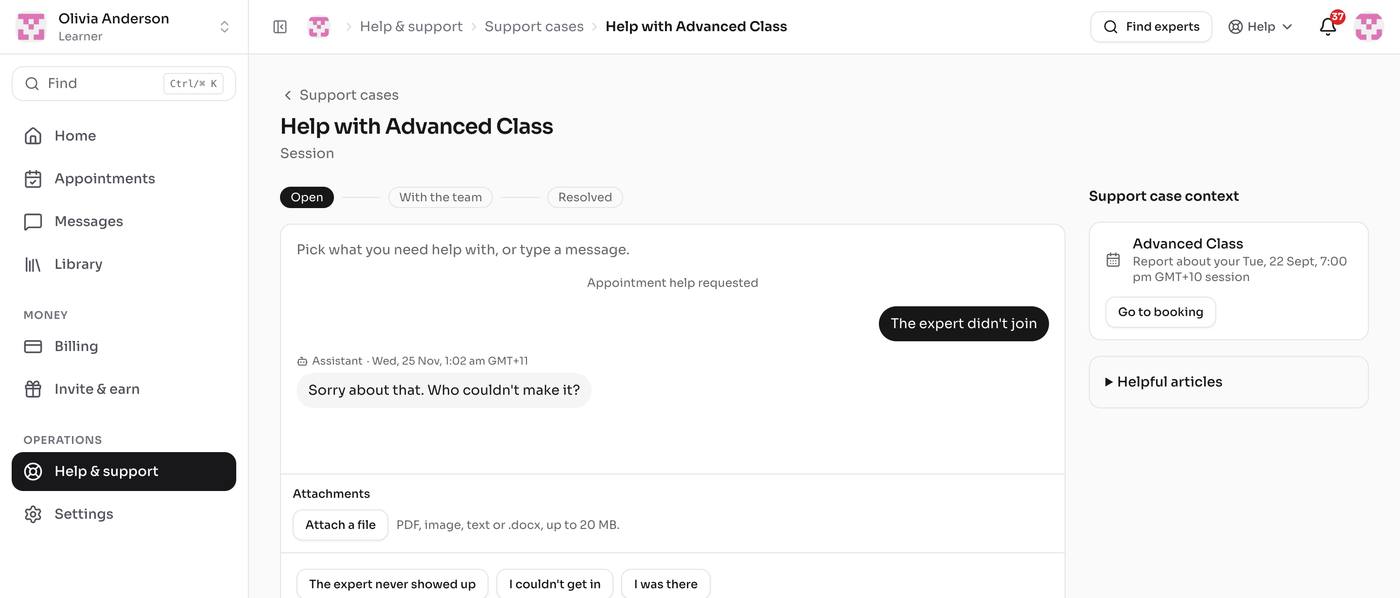 Olivia Anderson
Learner
Find
Ctrl/⌘ K
Home
Appointments
Messages
Library
MONEY
Billing
Invite & earn
OPERATIONS
Help & support
Settings
Help & support
Support cases
Help with Advanced Class
Find experts
Help
37
Support cases
Help with Advanced Class
Session
Open
With the team
Resolved
Pick what you need help with, or type a message.
Appointment help requested
The expert didn't join
Assistant · Wed, 25 Nov, 1:02 am GMT+11
Sorry about that. Who couldn't make it?
Attachments
Attach a file
PDF, image, text or .docx, up to 20 MB.
The expert never showed up
I couldn't get in
I was there
Support case context
Advanced Class
Report about your Tue, 22 Sept, 7:00
pm GMT+10 session
Go to booking
Helpful articles